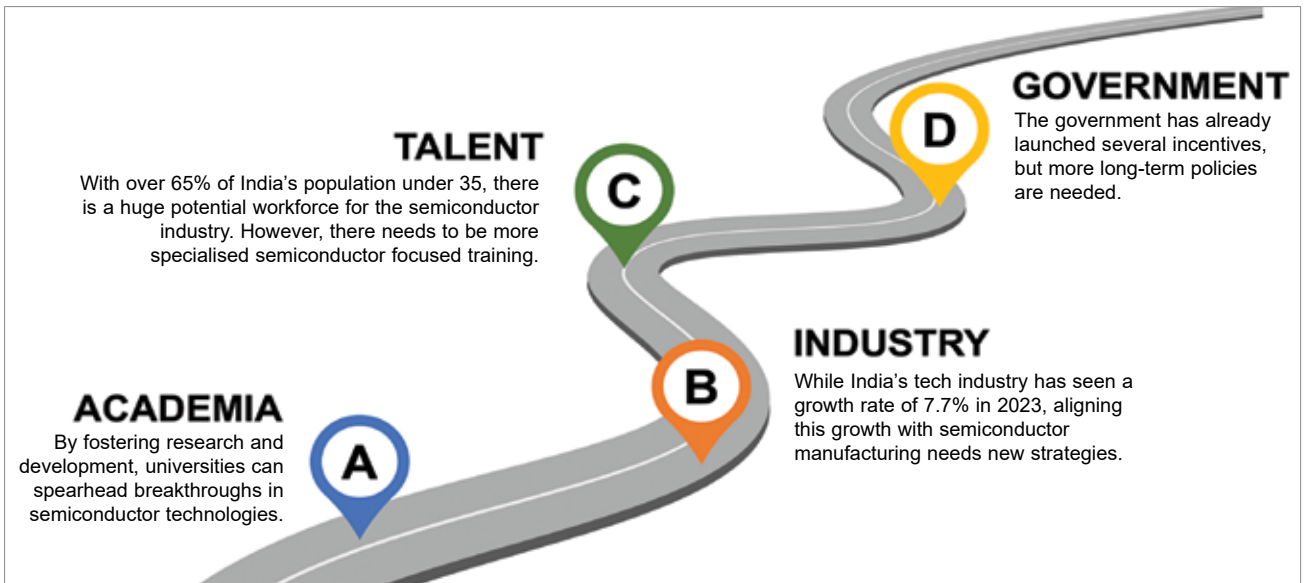 GOVERNMENT
The government has already
launched several incentives,
but more long-term policies
are needed.
D
TALENT
With over 65% of India's population under 35, there
is a huge potential workforce for the semiconductor
industry. However, there needs to be more
specialised semiconductor focused training.
C
INDUSTRY
While India's tech industry has seen a
growth rate of 7.7% in 2023, aligning
this growth with semiconductor
manufacturing needs new strategies.
B
ACADEMIA
By fostering research and
development, universities can
spearhead breakthroughs in
semiconductor technologies.
A